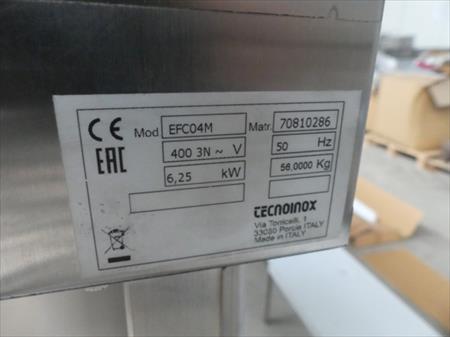 CE Mod EFC04M Matr. 70810286
EAC 400 3N ~ V 50 Hz
6,25 kW 56,0000 Kg
TECNOINOX
Via Torricelli, 1
33080 Porcia ITALY
Made in ITALY